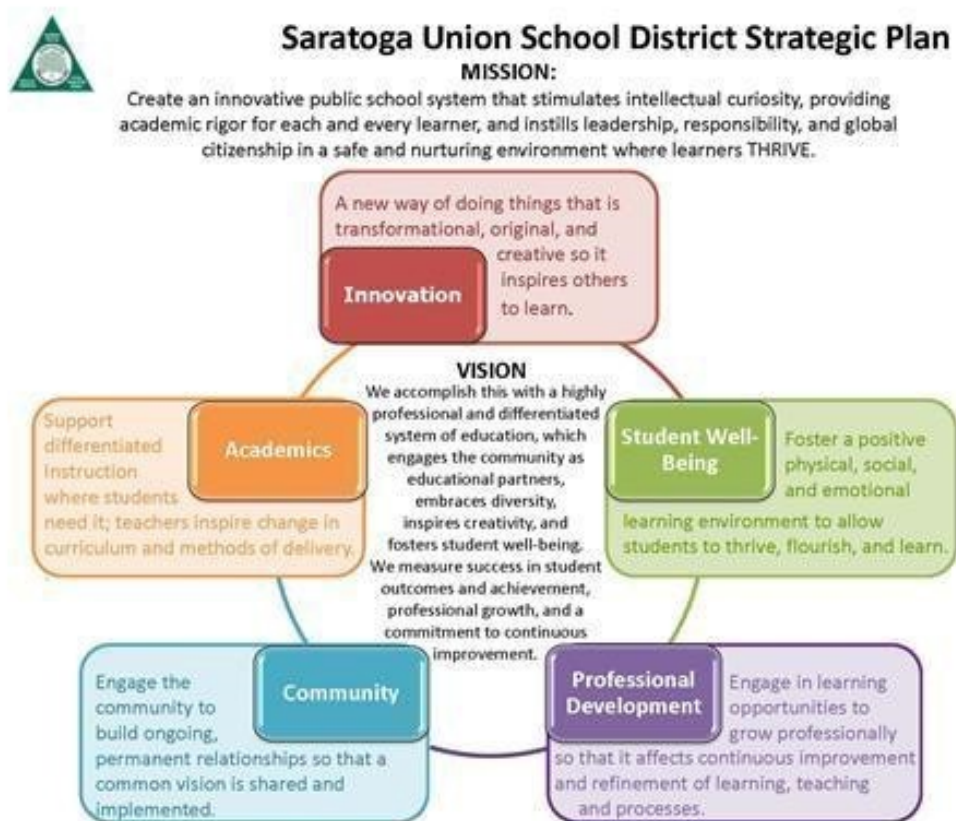 Saratoga Union School District Strategic Plan
MISSION:
Create an innovative public school system that stimulates intellectual curiosity, providing
academic rigor for each and every learner, and instills leadership, responsibility, and global
citizenship in a safe and nurturing environment where learners THRIVE.
A new way of doing things that is
transformational, original, and
creative so it
inspires others
to learn.
Innovation
VISION
We accomplish this with a highly
professional and differentiated
system of education, which
engages the community as
educational partners,
embraces diversity,
inspires creativity, and
fosters student well-being.
We measure success in student
outcomes and achievement,
professional growth, and a
commitment to continuous
improvement.
Academics
Support
differentiated
Instruction
where students
need it; teachers inspire change in
curriculum and methods of delivery.
Student Well-
Being
Foster a positive
physical, social,
and emotional
learning environment to allow
students to thrive, flourish, and learn.
Community
Engage the
community to
build ongoing,
permanent relationships so that a
common vision is shared and
implemented.
Professional
Development
Engage in learning
opportunities to
grow professionally
so that it affects continuous improvement
and refinement of learning, teaching
and processes.